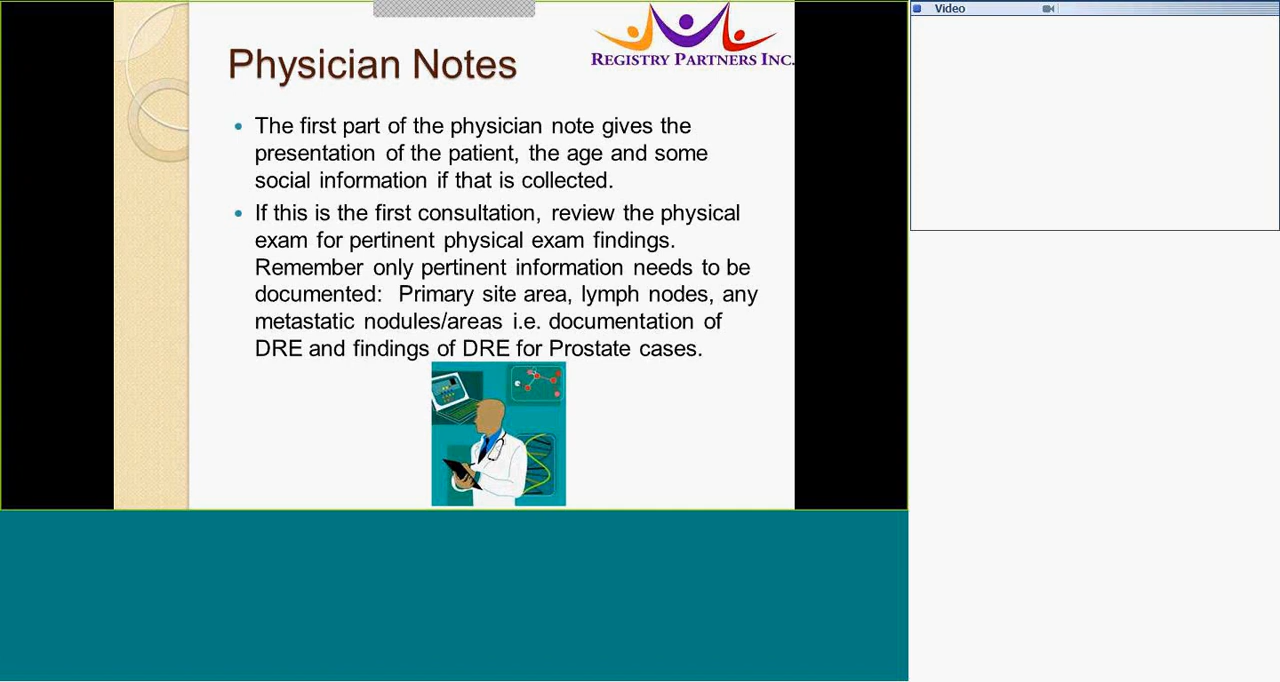 Physician Notes
REGISTRY PARTNERS INC.
• The first part of the physician note gives the
presentation of the patient, the age and some
social information if that is collected.
• If this is the first consultation, review the physical
exam for pertinent physical exam findings.
Remember only pertinent information needs to be
documented:  Primary site area, lymph nodes, any
metastatic nodules/areas i.e. documentation of
DRE and findings of DRE for Prostate cases.
Video